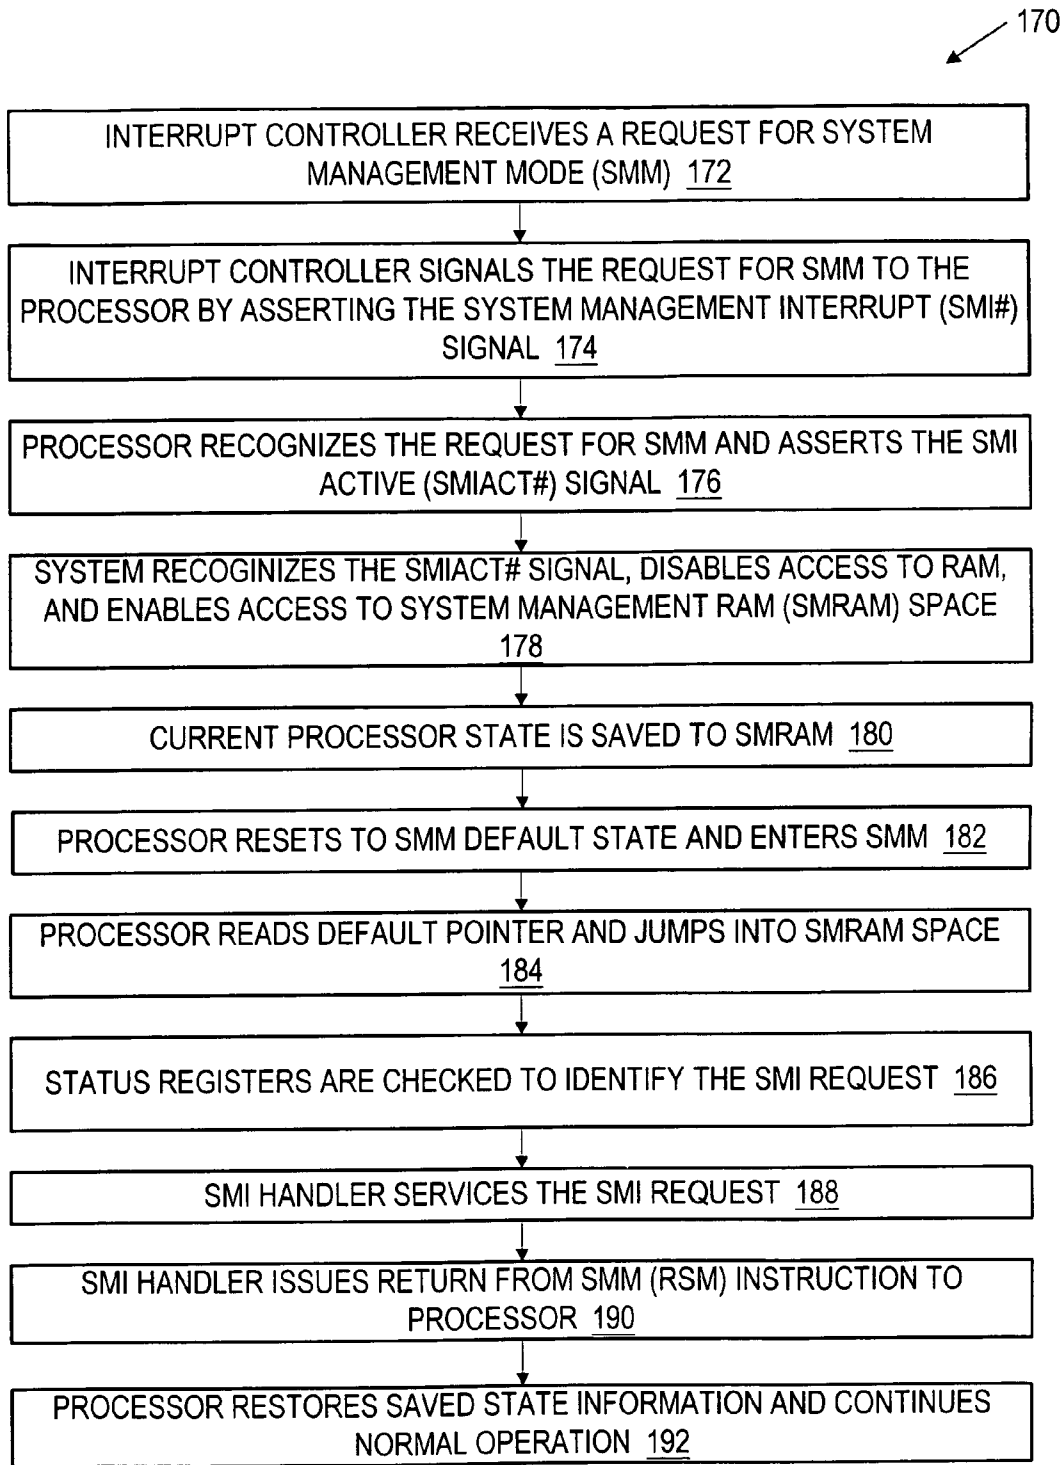 170
INTERRUPT CONTROLLER RECEIVES A REQUEST FOR SYSTEM
MANAGEMENT MODE (SMM) 172
INTERRUPT CONTROLLER SIGNALS THE REQUEST FOR SMM TO THE
PROCESSOR BY ASSERTING THE SYSTEM MANAGEMENT INTERRUPT (SMI#)
SIGNAL 174
PROCESSOR RECOGNIZES THE REQUEST FOR SMM AND ASSERTS THE SMI
ACTIVE (SMIACT#) SIGNAL 176
SYSTEM RECOGINIZES THE SMIACT# SIGNAL, DISABLES ACCESS TO RAM,
AND ENABLES ACCESS TO SYSTEM MANAGEMENT RAM (SMRAM) SPACE
178
CURRENT PROCESSOR STATE IS SAVED TO SMRAM 180
PROCESSOR RESETS TO SMM DEFAULT STATE AND ENTERS SMM 182
PROCESSOR READS DEFAULT POINTER AND JUMPS INTO SMRAM SPACE
184
STATUS REGISTERS ARE CHECKED TO IDENTIFY THE SMI REQUEST 186
SMI HANDLER SERVICES THE SMI REQUEST 188
SMI HANDLER ISSUES RETURN FROM SMM (RSM) INSTRUCTION TO
PROCESSOR 190
PROCESSOR RESTORES SAVED STATE INFORMATION AND CONTINUES
NORMAL OPERATION 192